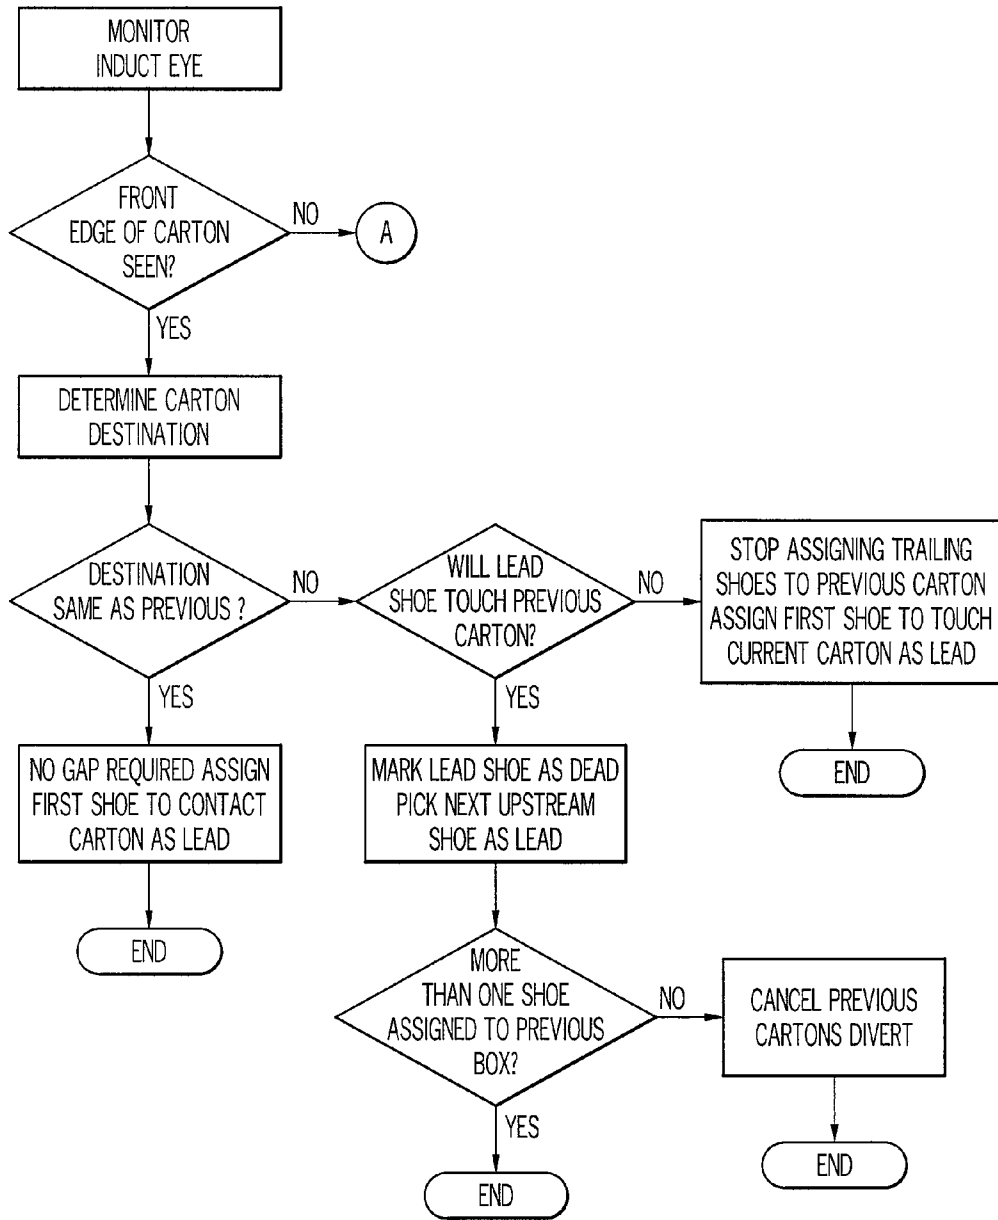 MONITOR
INDUCT EYE
FRONT
EDGE OF CARTON
SEEN?
NO
A
YES
DETERMINE CARTON
DESTINATION
DESTINATION
SAME AS PREVIOUS ?
NO
WILL LEAD
SHOE TOUCH PREVIOUS
CARTON?
NO
STOP ASSIGNING TRAILING
SHOES TO PREVIOUS CARTON
ASSIGN FIRST SHOE TO TOUCH
CURRENT CARTON AS LEAD
YES
YES
END
NO GAP REQUIRED ASSIGN
FIRST SHOE TO CONTACT
CARTON AS LEAD
MARK LEAD SHOE AS DEAD
PICK NEXT UPSTREAM
SHOE AS LEAD
END
MORE
THAN ONE SHOE
ASSIGNED TO PREVIOUS
BOX?
NO
CANCEL PREVIOUS
CARTONS DIVERT
YES
END
END